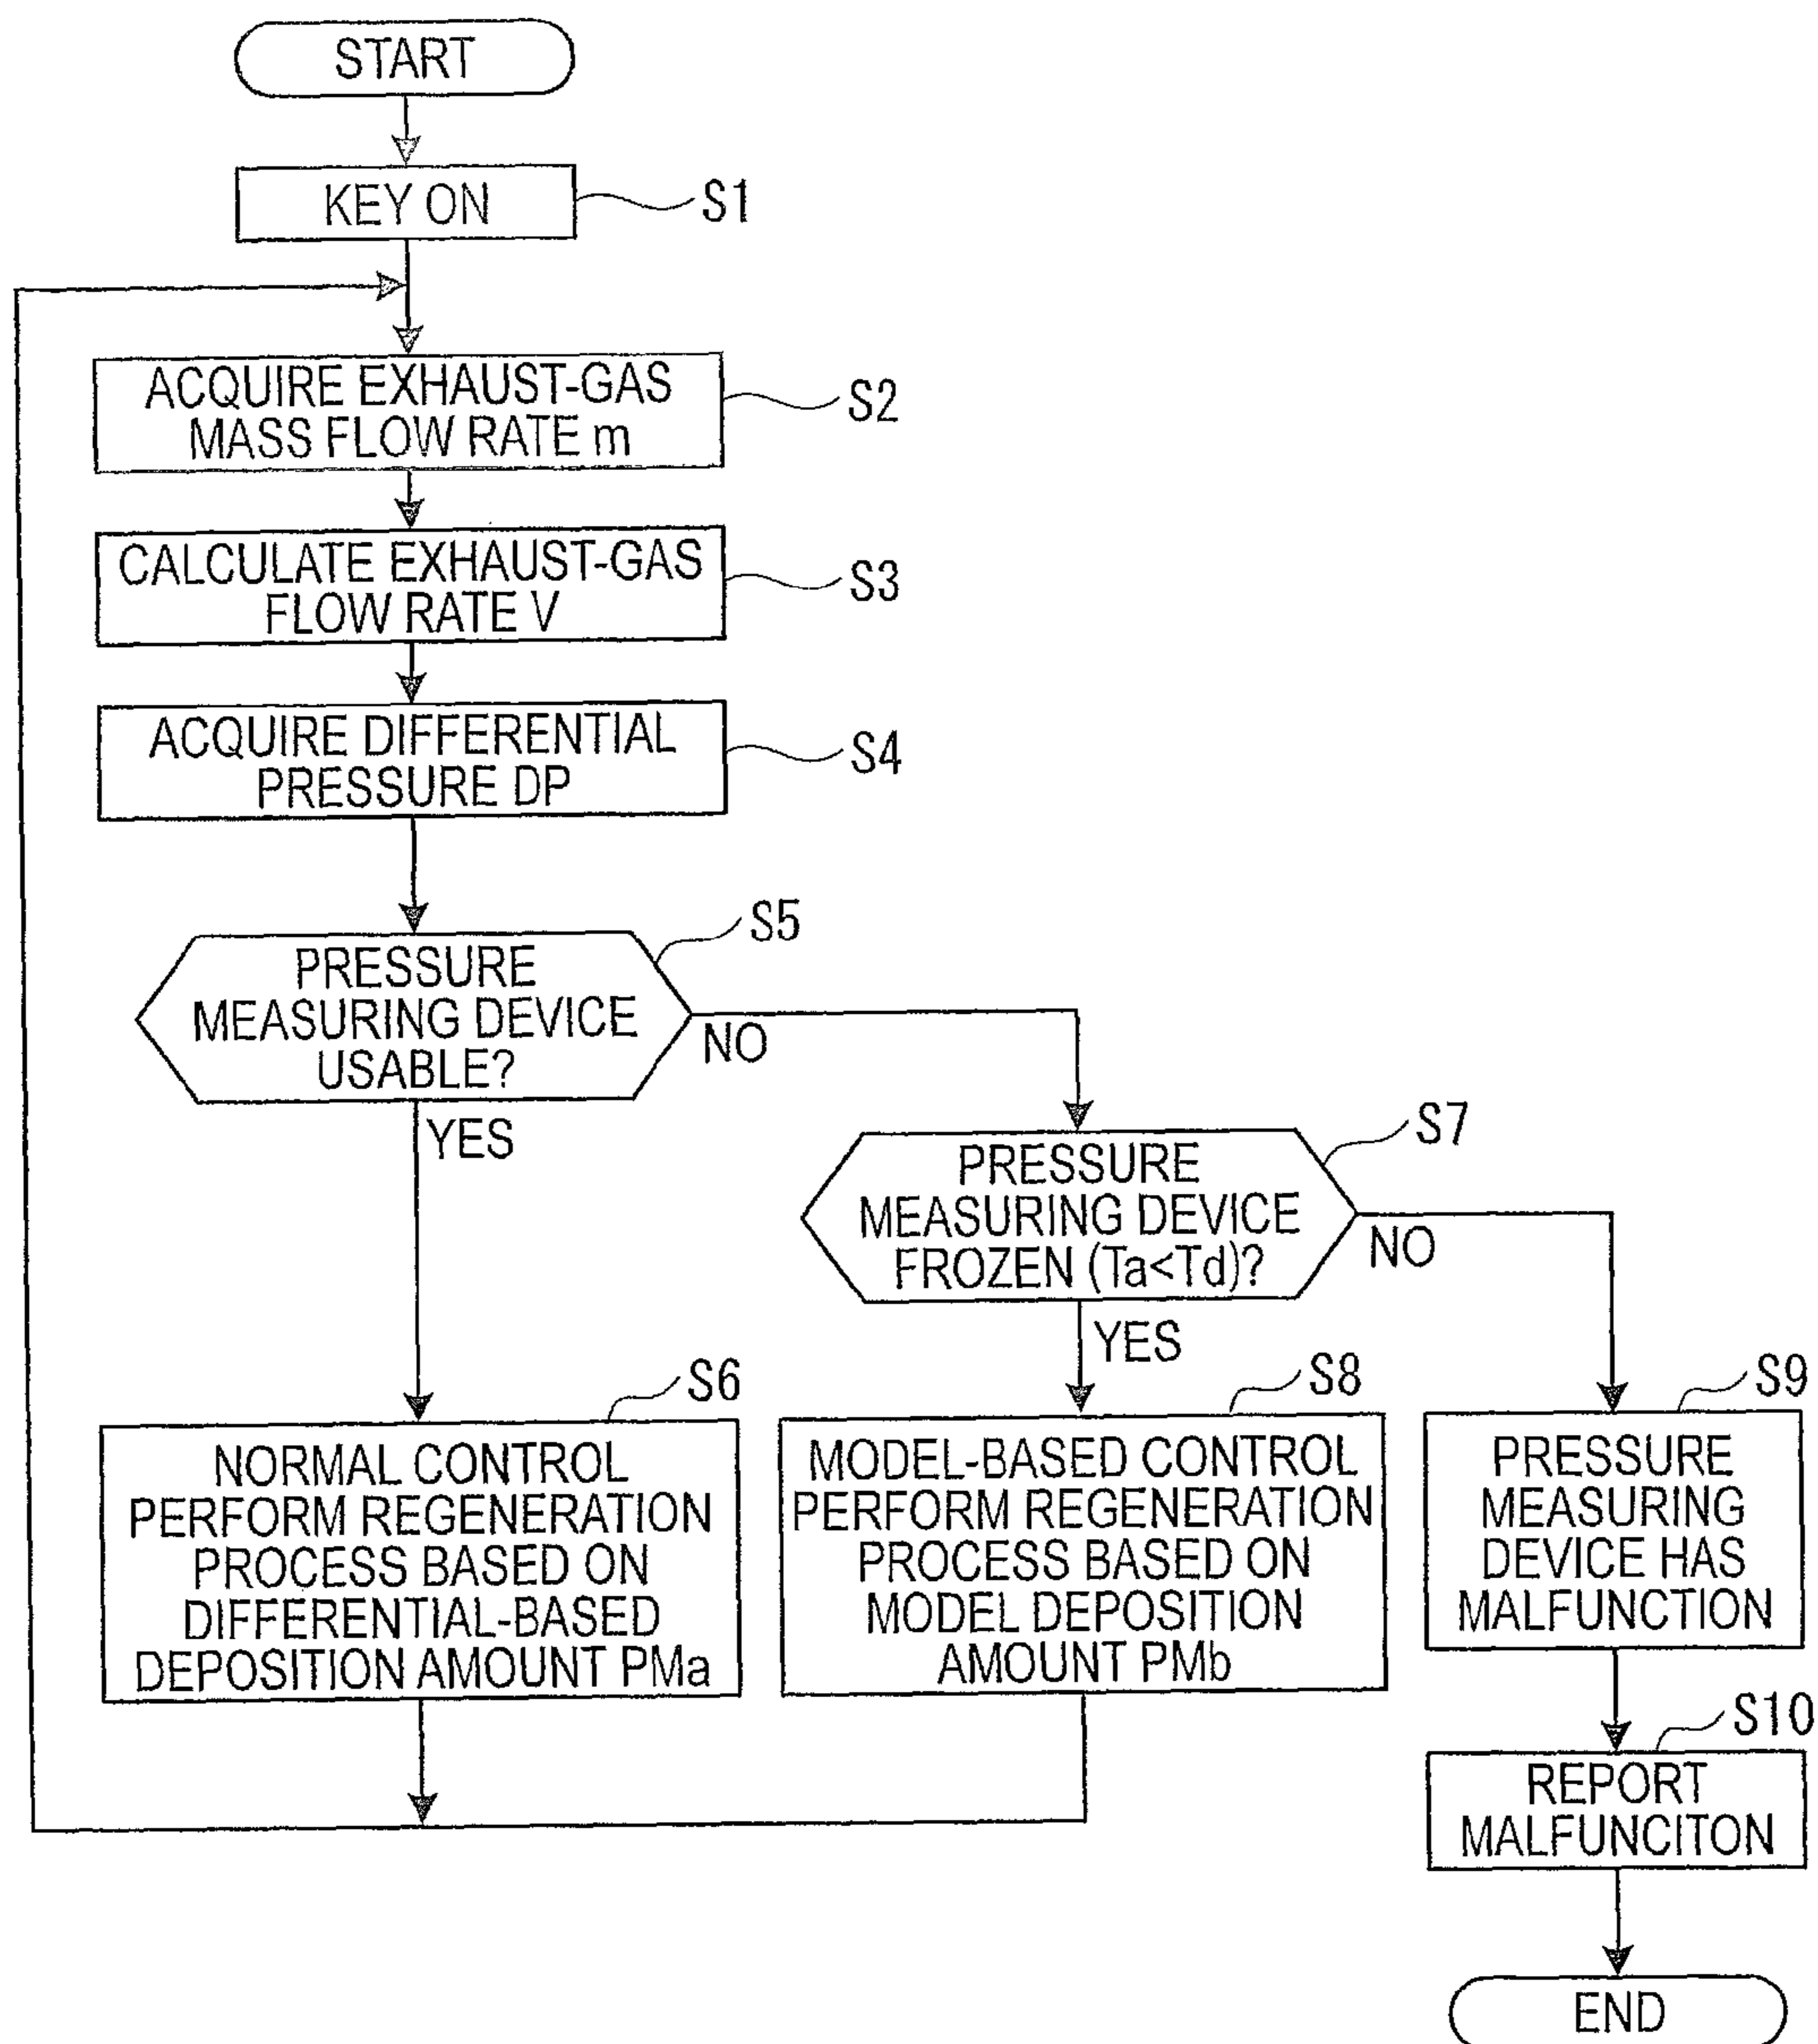 START
KEY ON
S1
ACQUIRE EXHAUST-GAS
MASS FLOW RATE m
S2
CALCULATE EXHAUST-GAS
FLOW RATE V
S3
ACQUIRE DIFFERENTIAL
PRESSURE DP
S4
S5
PRESSURE
MEASURING DEVICE
USABLE?
NO
YES
S7
PRESSURE
MEASURING DEVICE
FROZEN (Ta<Td)?
NO
YES
S6
NORMAL CONTROL
PERFORM REGENERATION
PROCESS BASED ON
DIFFERENTIAL-BASED
DEPOSITION AMOUNT PMa
S8
MODEL-BASED CONTROL
PERFORM REGENERATION
PROCESS BASED ON
MODEL DEPOSITION
AMOUNT PMb
S9
PRESSURE
MEASURING
DEVICE HAS
MALFUNCTION
S10
REPORT
MALFUNCITON
END